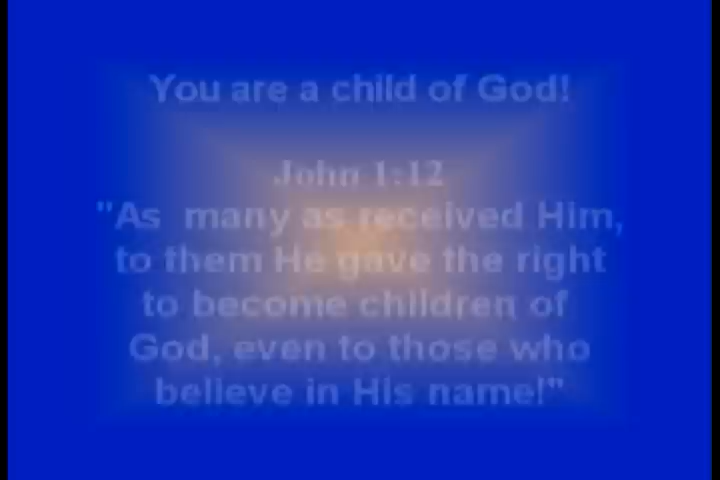 You are a child of God!
John 1:12
"As many as received Him,
to them He gave the right
to become children of
God, even to those who
believe in His name!"